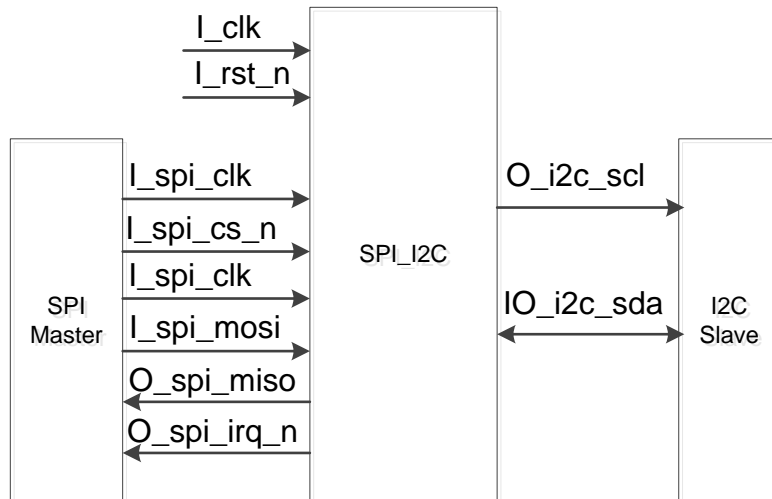 I_clk
I_rst_n
I_spi_clk
O_i2c_scl
I_spi_cs_n
SPI_I2C
I_spi_clk
SPI
Master
IO_i2c_sda
I2C
Slave
I_spi_mosi
O_spi_miso
O_spi_irq_n